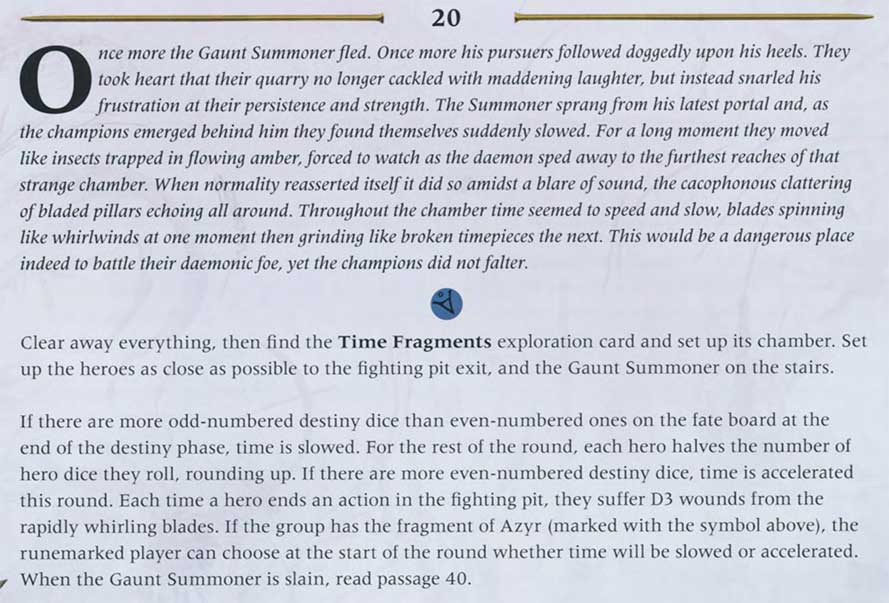 20
Once more the Gaunt Summoner fled. Once more his pursuers followed doggedly upon his heels. They
took heart that their quarry no longer cackled with maddening laughter, but instead snarled his
frustration at their persistence and strength. The Summoner sprang from his latest portal and, as
the champions emerged behind him they found themselves suddenly slowed. For a long moment they moved
like insects trapped in flowing amber, forced to watch as the daemon sped away to the furthest reaches of that
strange chamber. When normality reasserted itself it did so amidst a blare of sound, the cacophonous clattering
of bladed pillars echoing all around. Throughout the chamber time seemed to speed and slow, blades spinning
like whirlwinds at one moment then grinding like broken timepieces the next. This would be a dangerous place
indeed to battle their daemonic foe, yet the champions did not falter.
Clear away everything, then find the Time Fragments exploration card and set up its chamber. Set
up the heroes as close as possible to the fighting pit exit, and the Gaunt Summoner on the stairs.
If there are more odd-numbered destiny dice than even-numbered ones on the fate board at the
end of the destiny phase, time is slowed. For the rest of the round, each hero halves the number of
hero dice they roll, rounding up. If there are more even-numbered destiny dice, time is accelerated
this round. Each time a hero ends an action in the fighting pit, they suffer D3 wounds from the
rapidly whirling blades. If the group has the fragment of Azyr (marked with the symbol above), the
runemarked player can choose at the start of the round whether time will be slowed or accelerated.
When the Gaunt Summoner is slain, read passage 40.